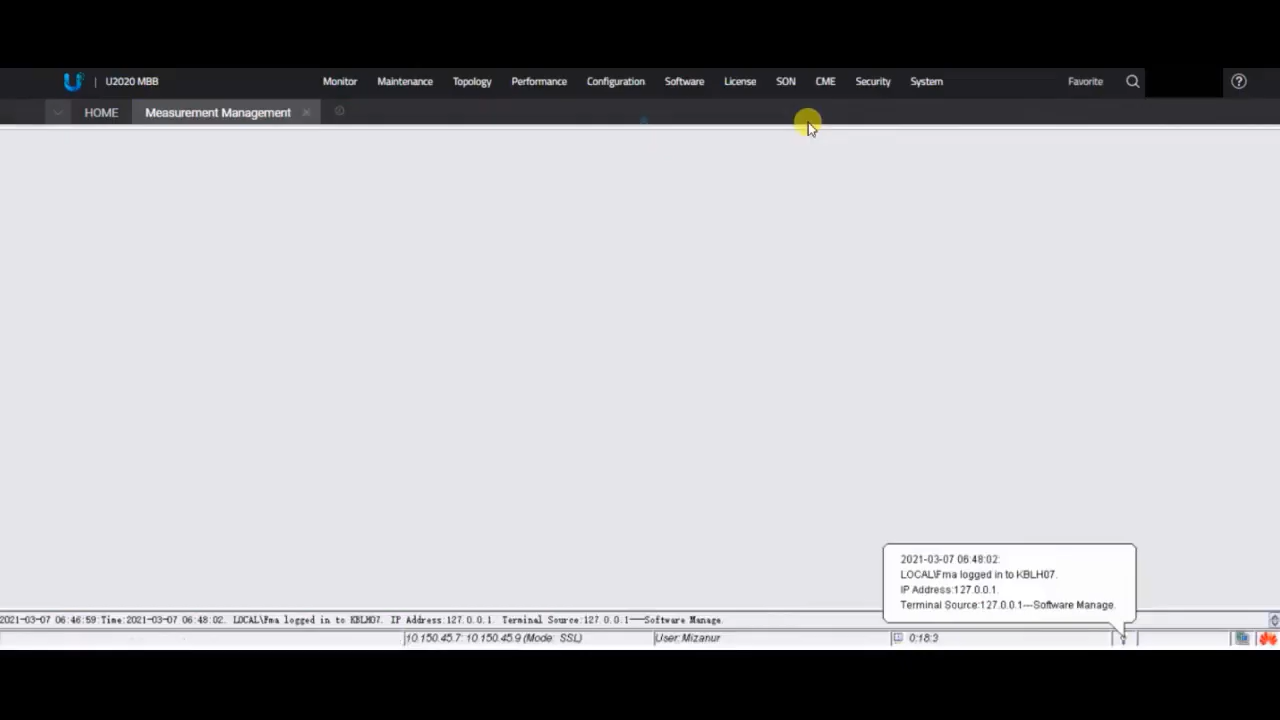 U | U2020 MBB Monitor Maintenance Topology Performance Configuration Software License SON CME Security System Favorite
HOME Measurement Management
2021-03-07 06:48:02:
LOCAL\Fma logged in to KBLH07.
IP Address:127.0.0.1.
Terminal Source:127.0.0.1---Software Manage.
2021-03-07 06:46:59:Time:2021-03-07 06:48:02. LOCAL\Fma logged in to KBLH07. IP Address:127.0.0.1. Terminal Source:127.0.0.1---Software Manage.
10.150.45.7: 10.150.45.9 (Mode: SSL) User:Mizanur 0:18:3